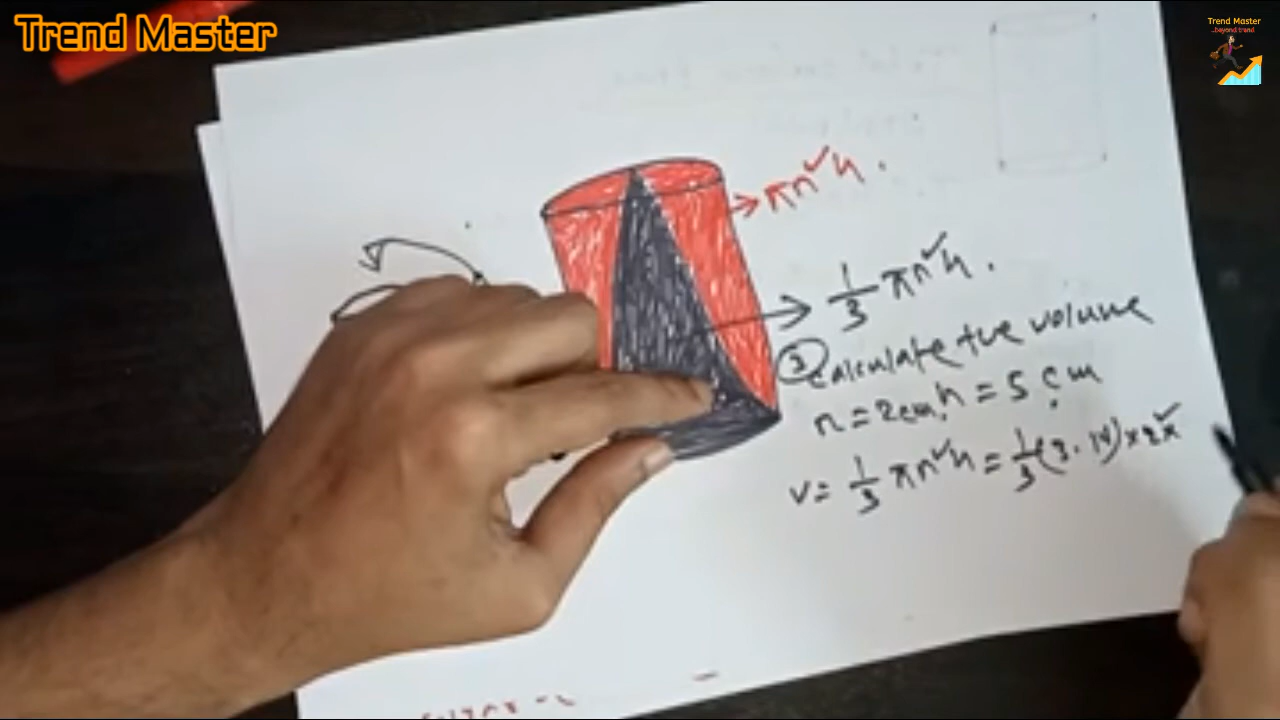 Trend Master
Trend Master
...beyond trend
πr²h.
1/3 πr²h.
③ calculate the volume
r = 2cm, h = 5 cm
v = 1/3 πr²h = 1/3 (3.14) × 2² ×